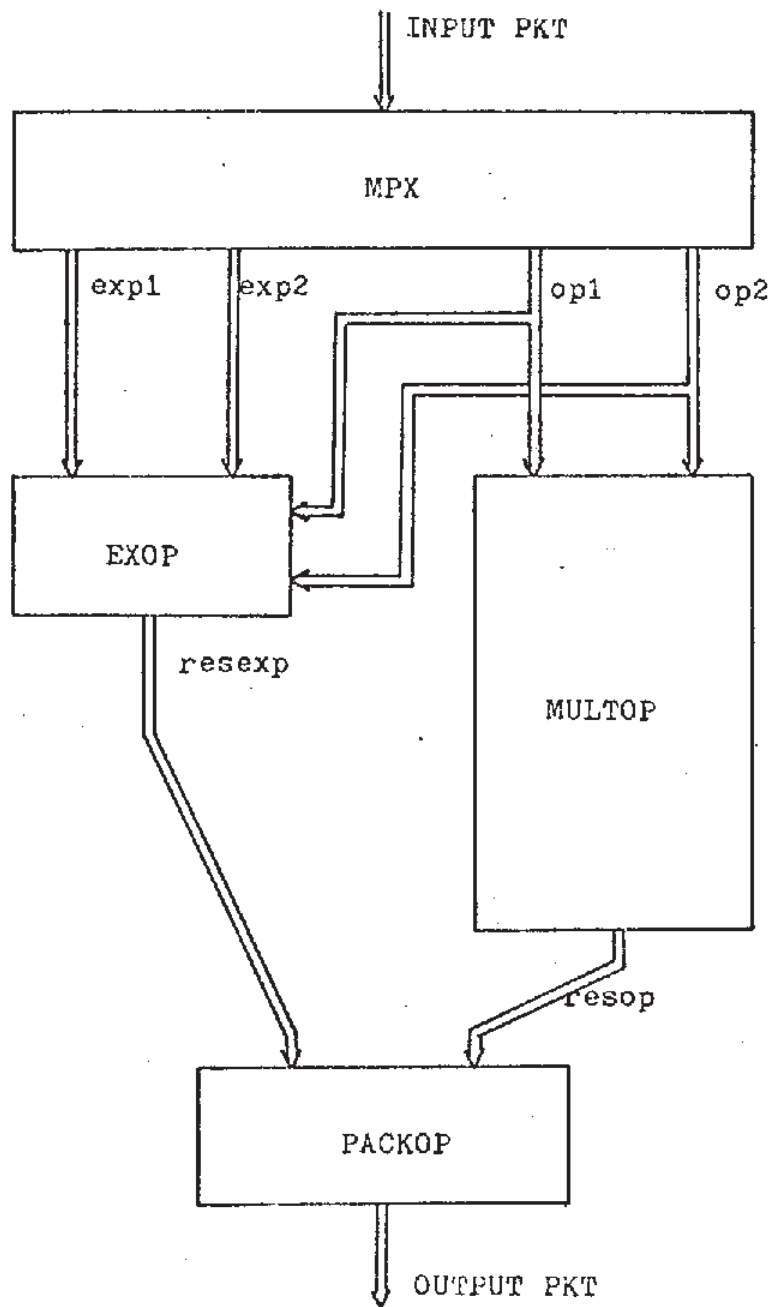 INPUT PKT
MPX
exp1
exp2
op1
op2
EXOP
resexp
MULTOP
resop
PACKOP
OUTPUT PKT